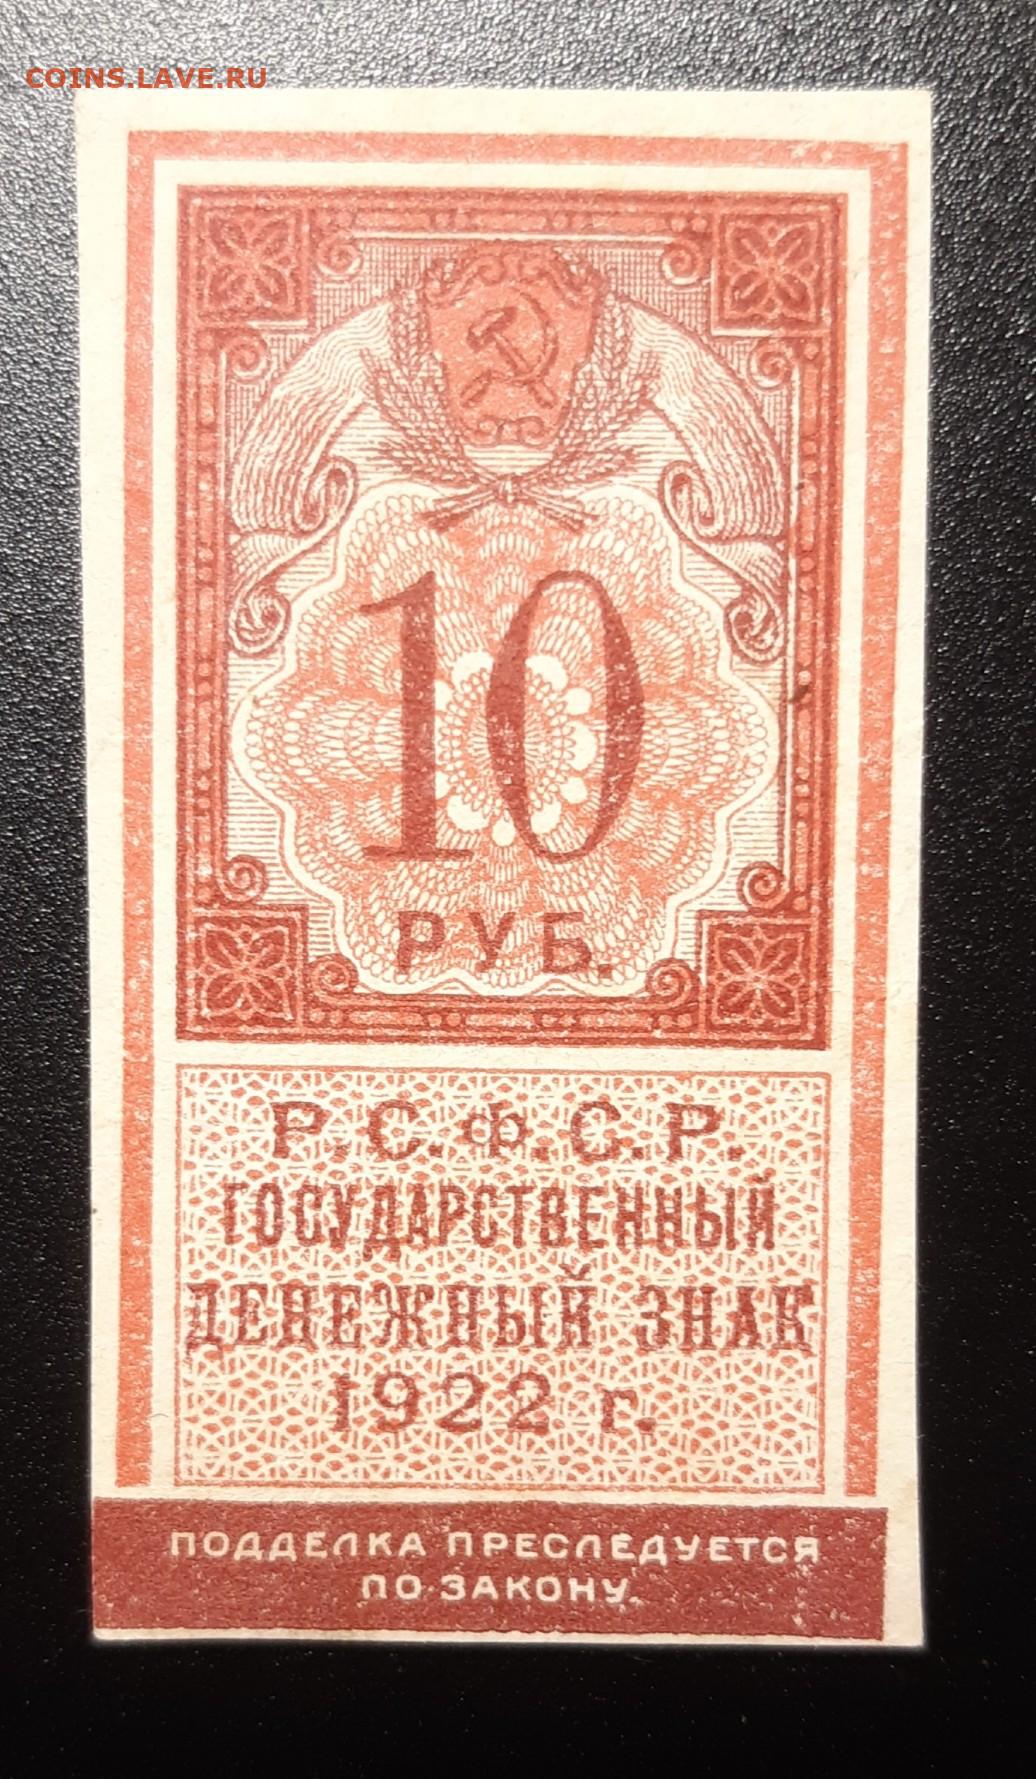 COINS.LAVE.RU
10
РУБ.
Р.С.Ф.С.Р.
ГОСУДАРСТВЕННЫЙ
ДЕНЕЖНЫЙ ЗНАК
1922 г.
ПОДДЕЛКА ПРЕСЛЕДУЕТСЯ
ПО ЗАКОНУ.